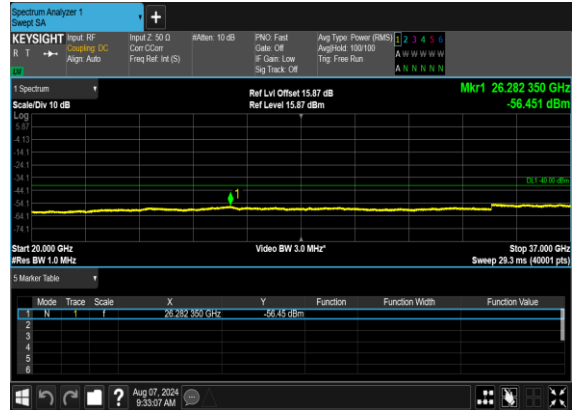 Spectrum Analyzer 1
Swept SA
+
KEYSIGHT Input: RF Input Z: 50 Ω #Atten: 10 dB PNO: Fast Avg Type: Power (RMS) 1 2 3 4 5 6
R T Coupling: DC Corr CCorr Gate: Off Avg|Hold: 100/100 A W W W W W
Align: Auto Freq Ref: Int (S) IF Gain: Low Trig: Free Run
Sig Track: Off A N N N N N
1 Spectrum Ref Lvl Offset 15.87 dB Mkr1 26.282 350 GHz
Scale/Div 10 dB Ref Level 15.87 dBm -56.451 dBm
Log
5.87
-4.13
-14.1
-24.1
-34.1
DL1 -40.00 dBm
-44.1
1
-54.1
-64.1
-74.1
Start 20.000 GHz Video BW 3.0 MHz* Stop 37.000 GHz
#Res BW 1.0 MHz Sweep 29.3 ms (40001 pts)
5 Marker Table
Mode Trace Scale X Y Function Function Width Function Value
1 N 1 f 26.282 350 GHz -56.45 dBm
2
3
4
5
6
? Aug 07, 2024
9:33:07 AM